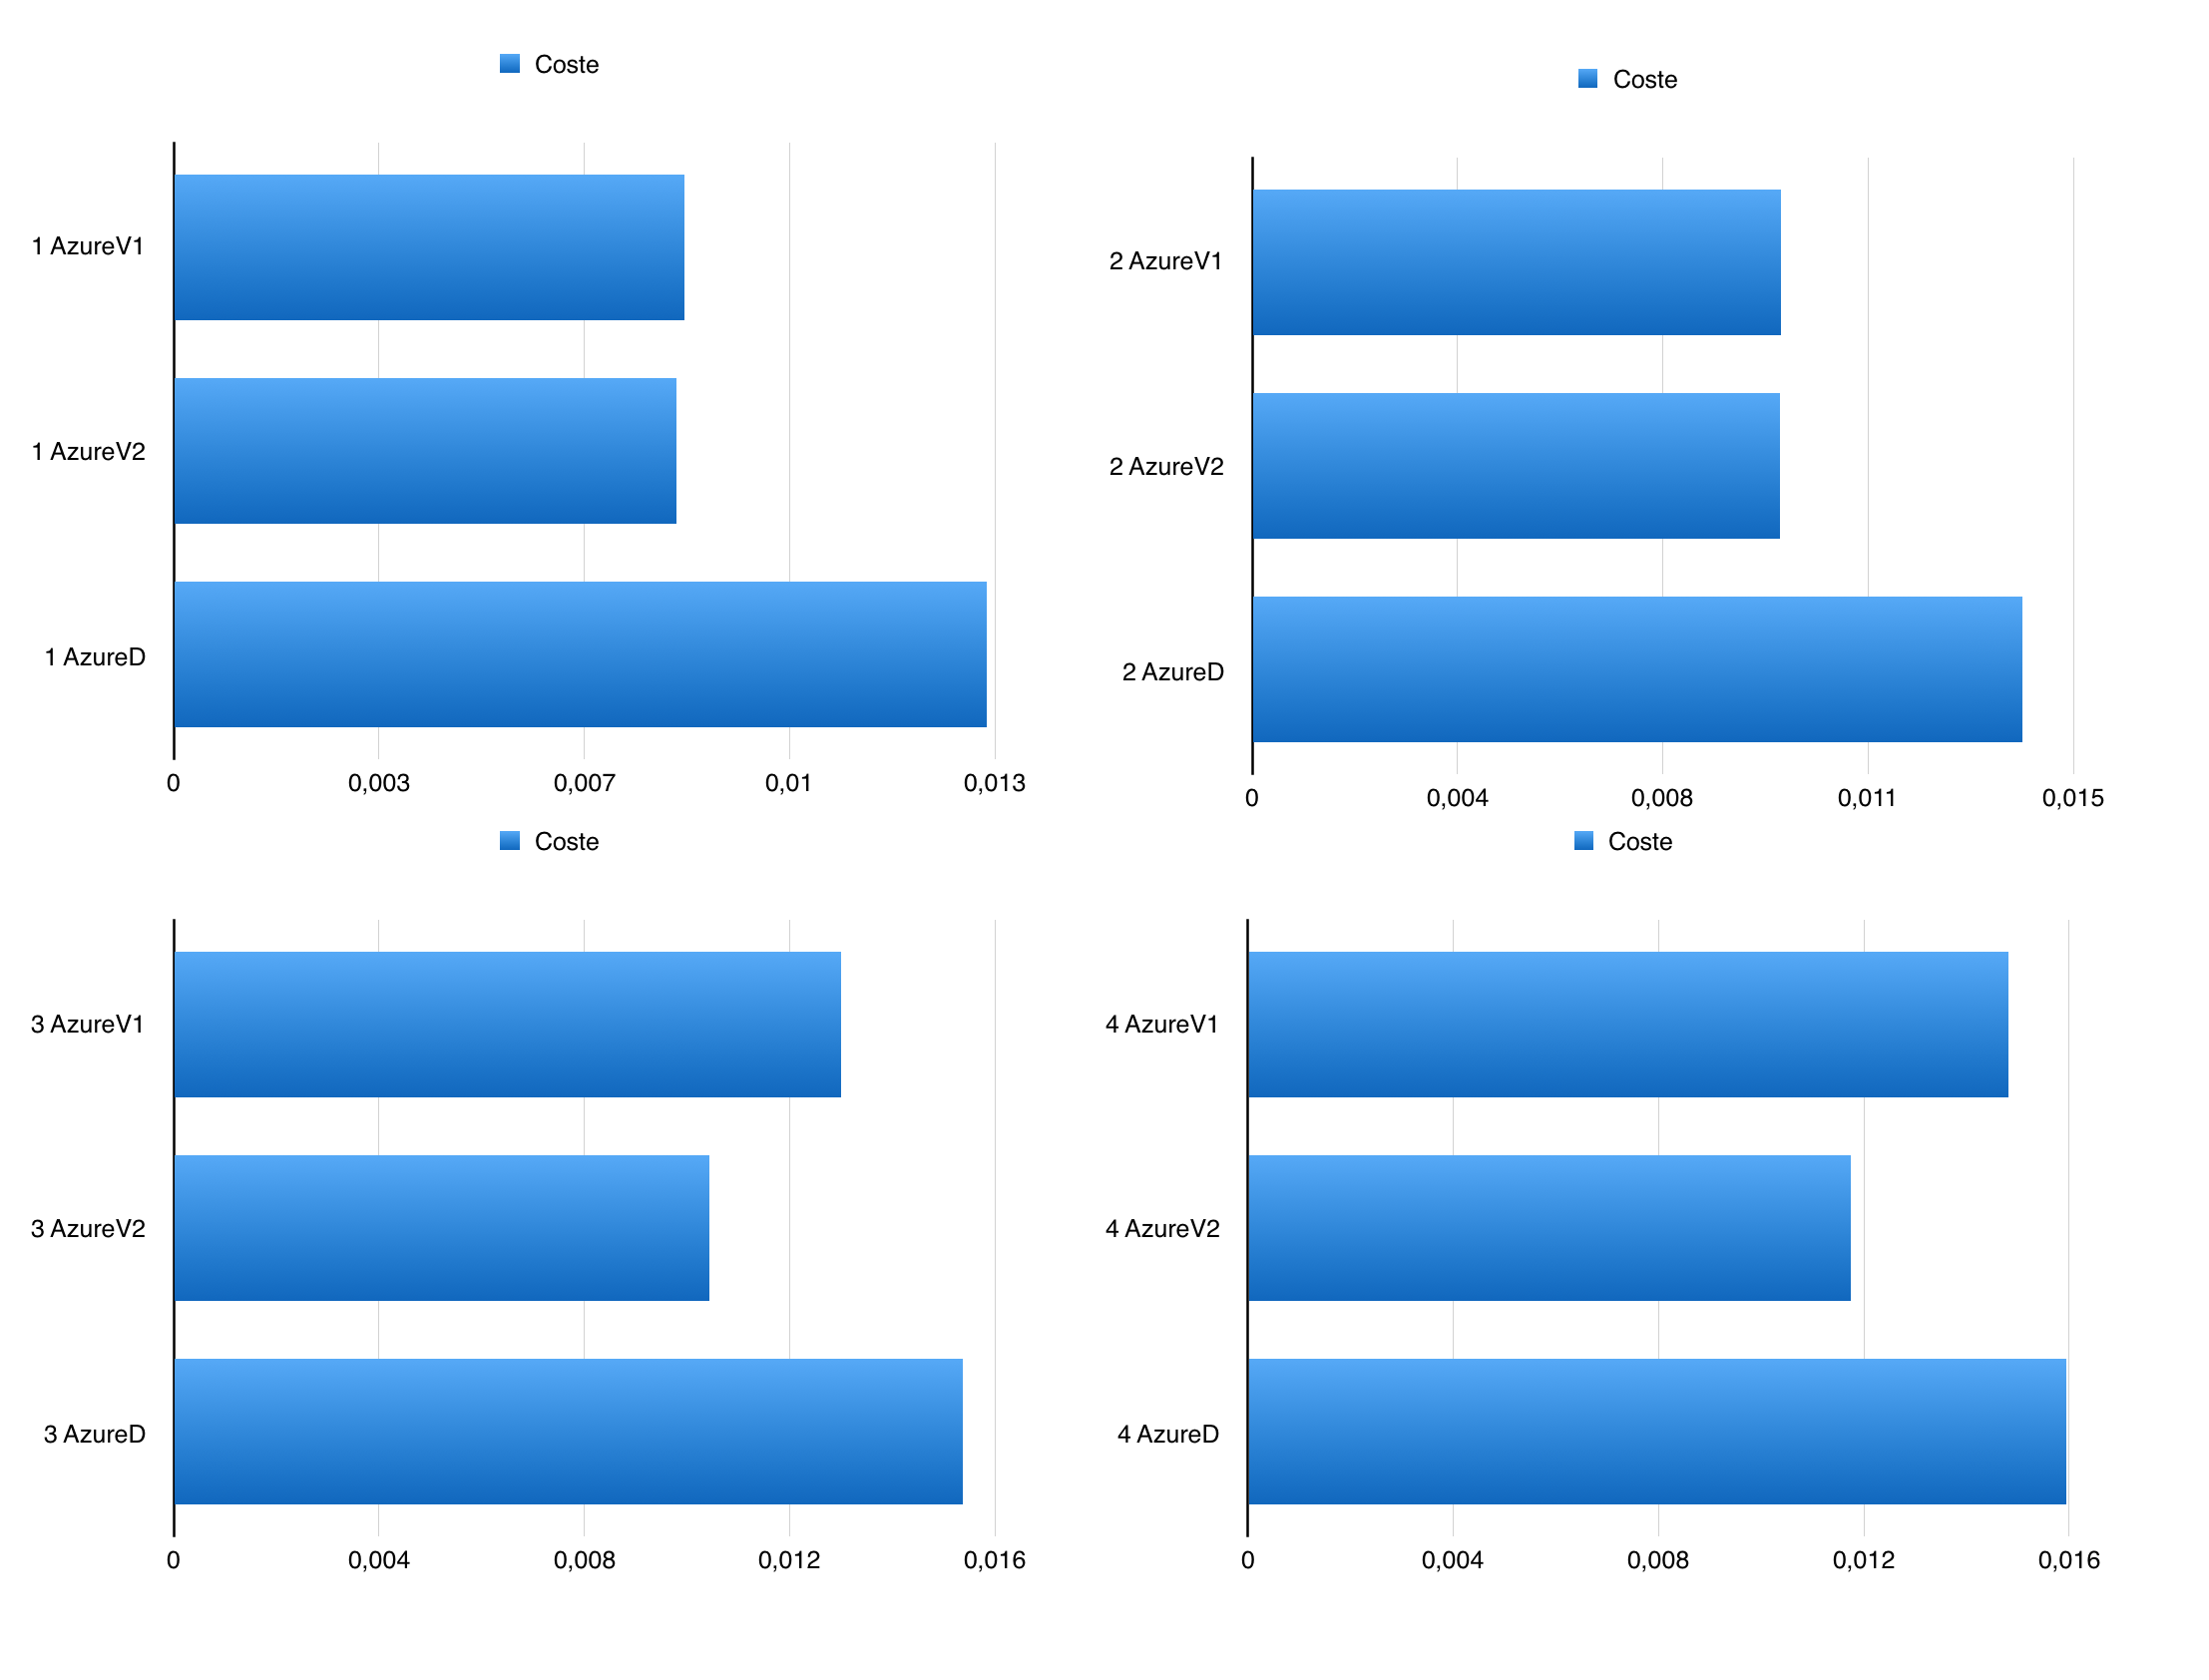 Coste
1 AzureV1
1 AzureV2
1 AzureD
0 0,003 0,007 0,01 0,013
Coste
2 AzureV1
2 AzureV2
2 AzureD
0 0,004 0,008 0,011 0,015
Coste
3 AzureV1
3 AzureV2
3 AzureD
0 0,004 0,008 0,012 0,016
Coste
4 AzureV1
4 AzureV2
4 AzureD
0 0,004 0,008 0,012 0,016